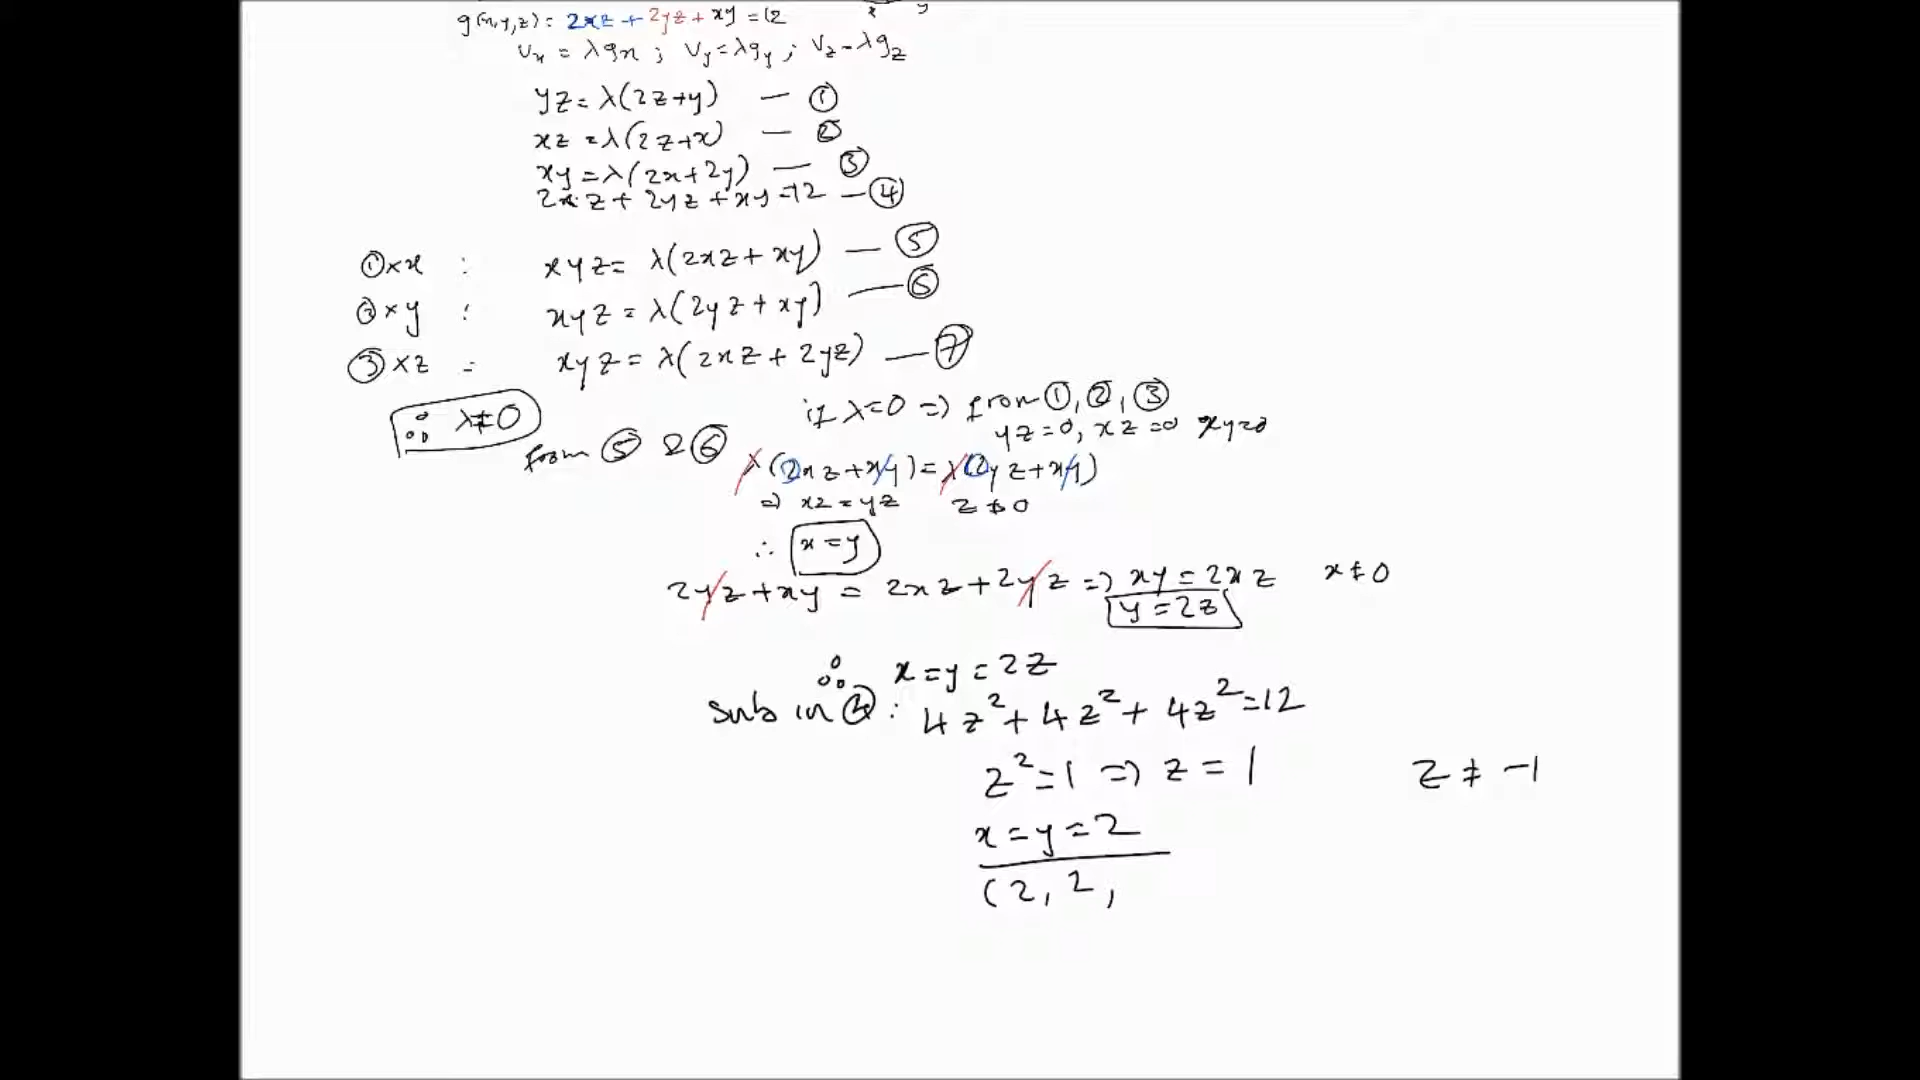 g(x,y,z): 2xz + 2yz + xy = 12
Vx = λgx ; Vy = λgy ; Vz = λgz
yz = λ(2z+y) — ①
xz = λ(2z+x) — ②
xy = λ(2x+2y) — ③
2xz + 2yz + xy = 12 — ④
①×x : xyz = λ(2xz + xy) — ⑤
②×y : xyz = λ(2yz + xy) — ⑥
③×z = xyz = λ(2xz + 2yz) — ⑦
if λ=0 => from ①, ②, ③
∴ λ≠0
yz=0, xz=0 xy=0
from ⑤ & ⑥
λ(2xz + xy) = λ(2yz + xy)
=> xz = yz z≠0
∴ x=y
2yz + xy = 2xz + 2yz => xy = 2xz x≠0
y = 2z
∴ x = y = 2z
sub in ④: 4z² + 4z² + 4z² = 12
z² = 1 => z = 1 z ≠ -1
x = y = 2
(2, 2,